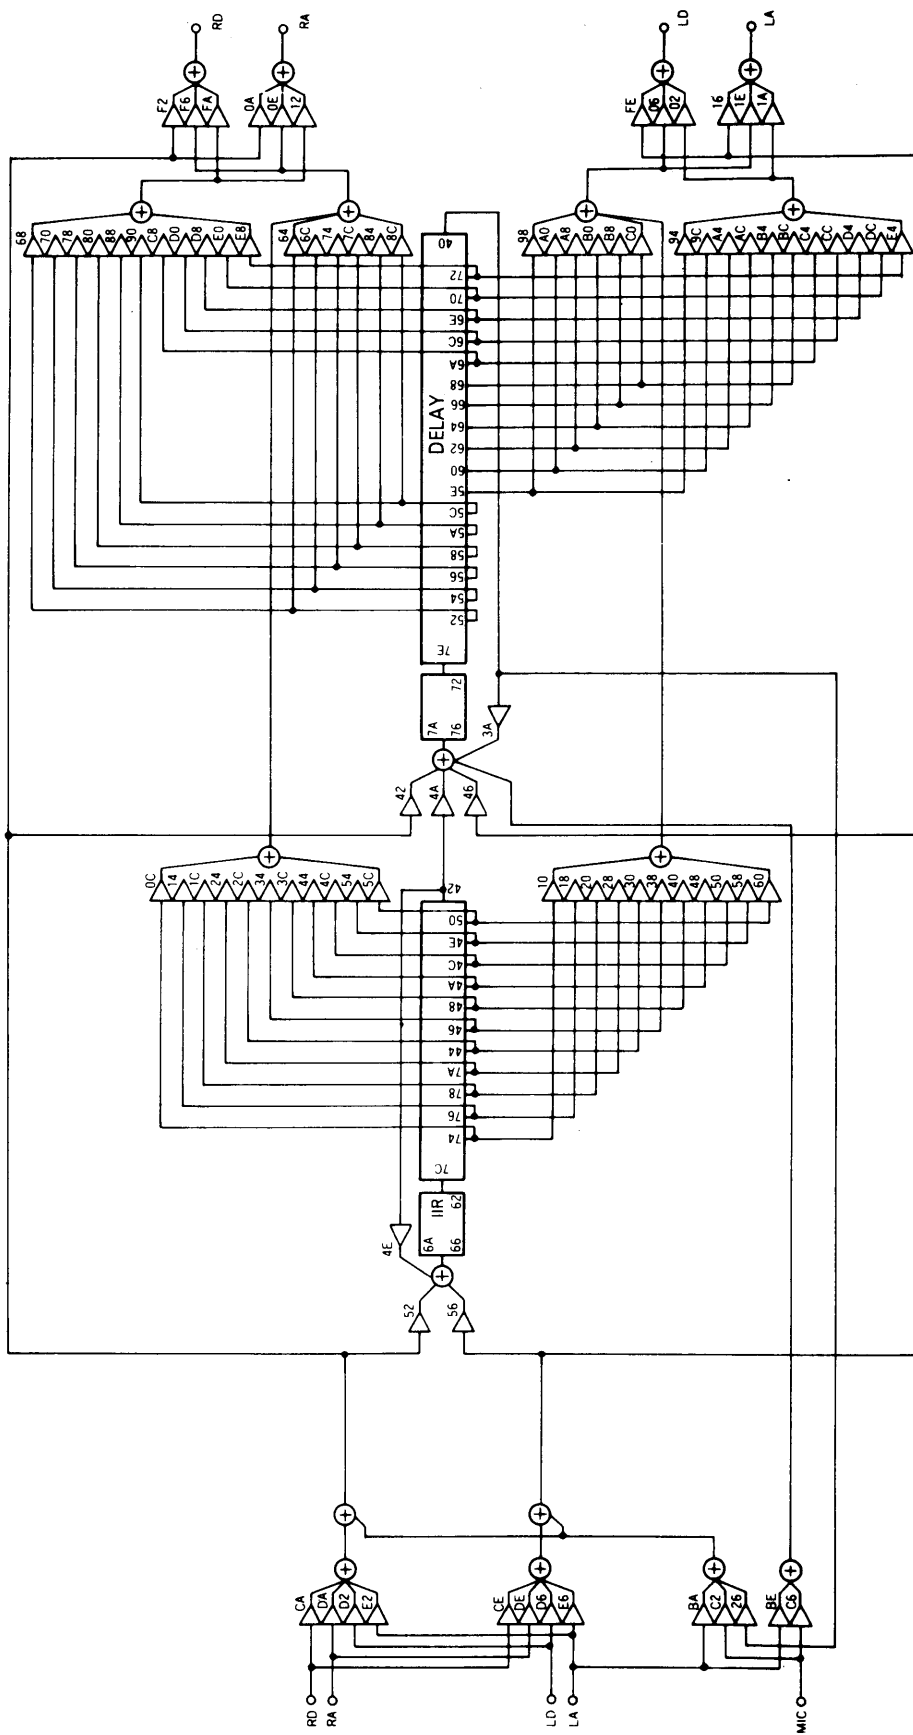 RD
RA
LD
LA
F2
F6
FA
0A
0E
12
FE
06
02
16
1E
1A
68
70
78
80
88
90
C8
D0
D8
E0
E8
64
6C
74
7C
84
8C
98
A0
A8
B0
B8
C0
94
9C
A4
AC
B4
BC
C4
CC
D4
DC
E4
40
72
70
6E
6C
6A
68
66
64
62
60
5E
5C
5A
58
56
54
52
DELAY
7E
7A
72
76
3A
42
4A
46
0C
14
1C
24
2C
34
3C
44
4C
54
5C
42
10
18
20
28
30
38
40
48
50
58
60
50
4E
4C
4A
48
46
44
7A
78
76
74
7C
IIR
6A
62
66
4E
52
56
CA
DA
D2
E2
CE
DE
D6
E6
BA
C2
26
BE
C6
RD
RA
LD
LA
MIC